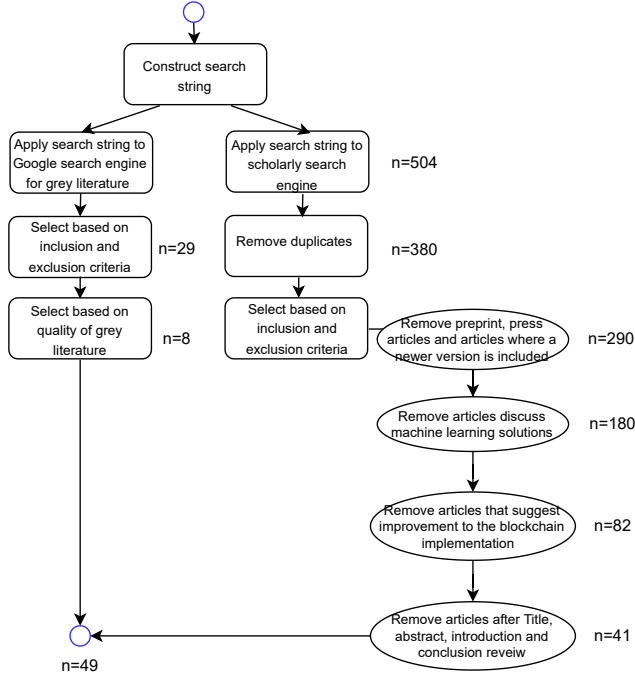 Construct search
string
Apply search string to
Google search engine
for grey literature
Apply search string to
scholarly search
engine
n=504
Select based on
inclusion and
exclusion criteria
n=29
Remove duplicates
n=380
Select based on
quality of grey
literature
n=8
Select based on
inclusion and
exclusion criteria
Remove preprint, press
articles and articles where a
newer version is included
n=290
Remove articles discuss
machine learning solutions
n=180
Remove articles that suggest
improvement to the blockchain
implementation
n=82
Remove articles after Title,
abstract, introduction and
conclusion reveiw
n=41
n=49